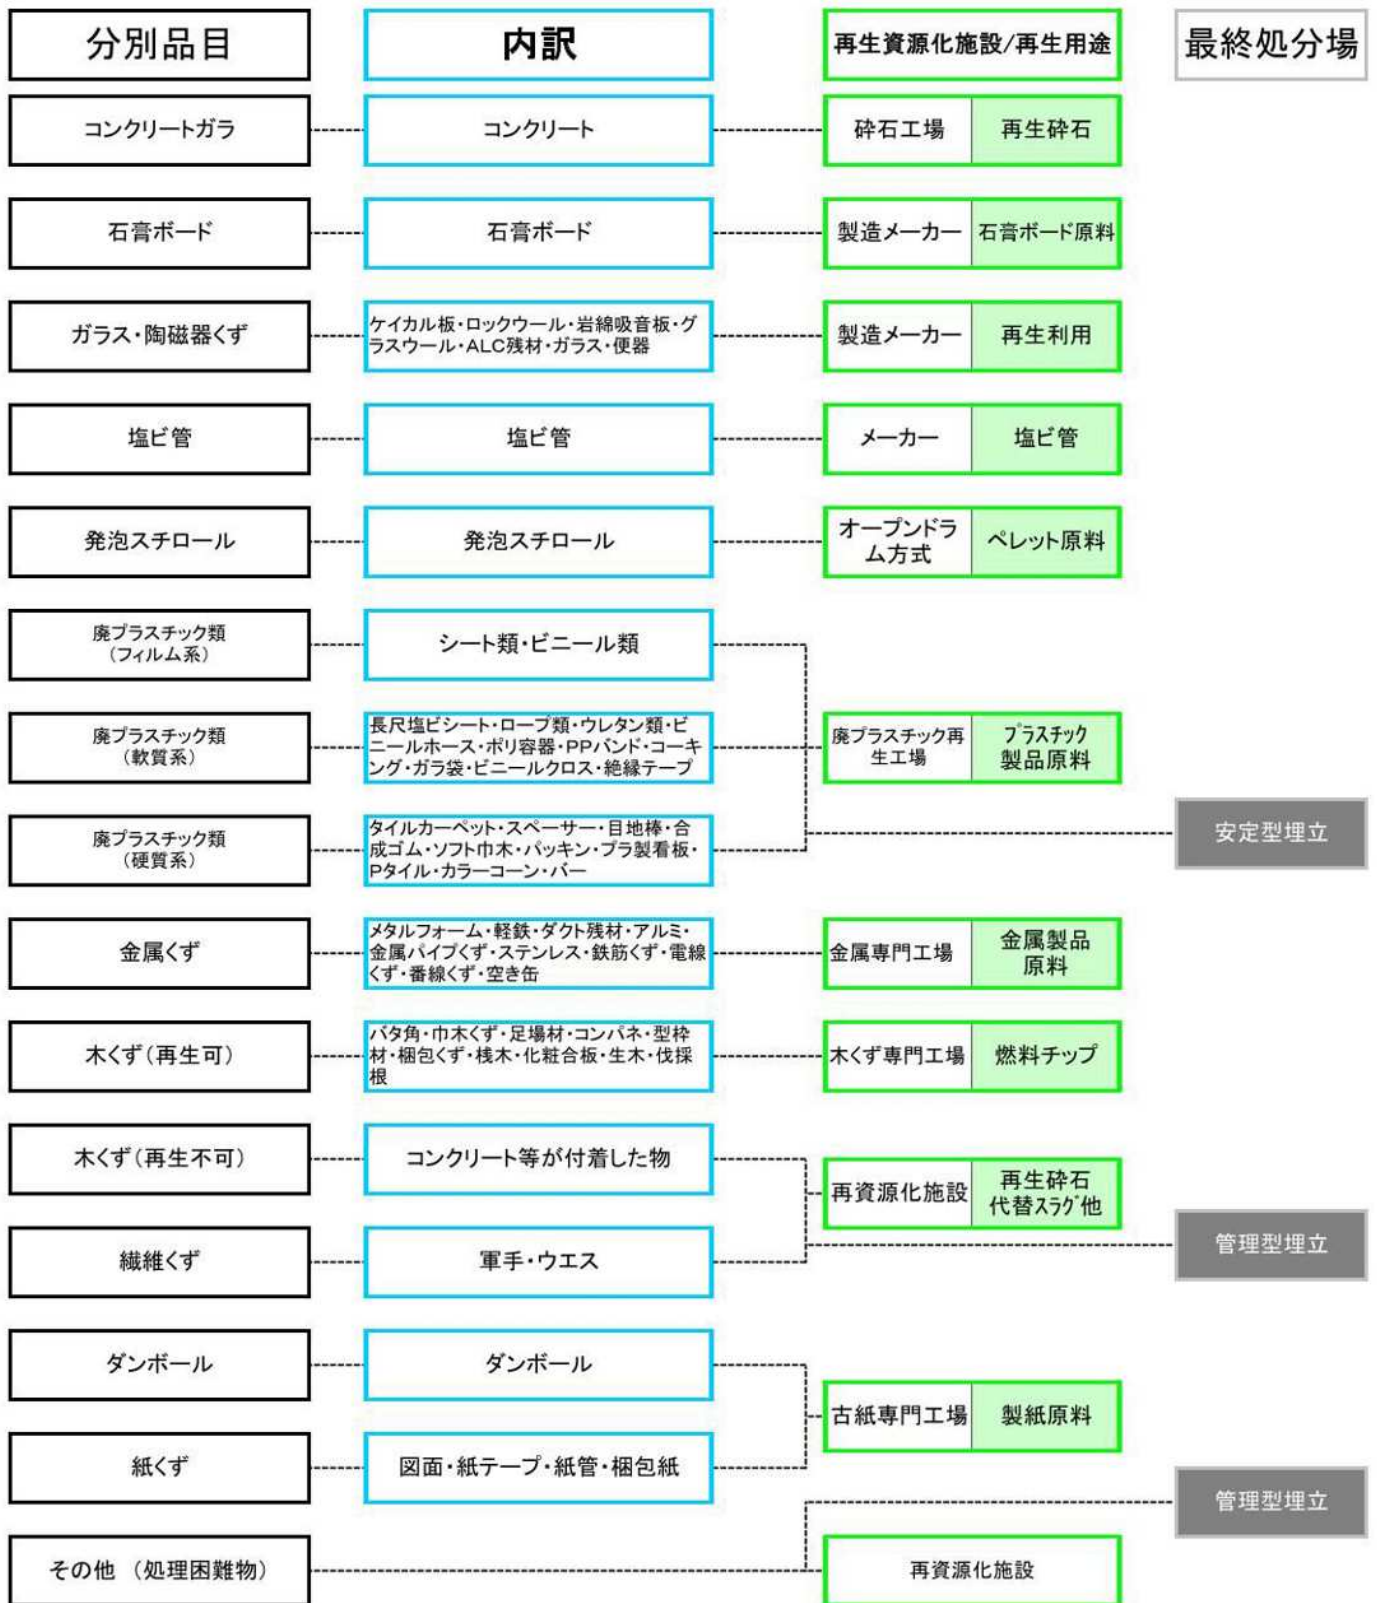 分別品目
内訳
再生資源化施設/再生用途
最終処分場
コンクリートガラ
コンクリート
砕石工場
再生砕石
石膏ボード
石膏ボード
製造メーカー
石膏ボード原料
ガラス・陶磁器くず
ケイカル板・ロックウール・岩綿吸音板・グ
ラスウール・ALC残材・ガラス・便器
製造メーカー
再生利用
塩ビ管
塩ビ管
メーカー
塩ビ管
発泡スチロール
発泡スチロール
オープンドラ
ム方式
ペレット原料
廃プラスチック類
(フィルム系)
シート類・ビニール類
廃プラスチック類
(軟質系)
長尺塩ビシート・ロープ類・ウレタン類・ビ
ニールホース・ポリ容器・PPバンド・コーキ
ング・ガラ袋・ビニールクロス・絶縁テープ
廃プラスチック再
生工場
プラスチック
製品原料
廃プラスチック類
(硬質系)
タイルカーペット・スペーサー・目地棒・合
成ゴム・ソフト巾木・パッキン・プラ製看板・
Pタイル・カラーコーン・バー
安定型埋立
金属くず
メタルフォーム・軽鉄・ダクト残材・アルミ・
金属パイプくず・ステンレス・鉄筋くず・電線
くず・番線くず・空き缶
金属専門工場
金属製品
原料
木くず(再生可)
バタ角・巾木くず・足場材・コンパネ・型枠
材・梱包くず・桟木・化粧合板・生木・伐採
根
木くず専門工場
燃料チップ
木くず(再生不可)
コンクリート等が付着した物
再資源化施設
再生砕石
代替スラグ他
管理型埋立
繊維くず
軍手・ウエス
ダンボール
ダンボール
古紙専門工場
製紙原料
紙くず
図面・紙テープ・紙管・梱包紙
管理型埋立
その他 (処理困難物)
再資源化施設